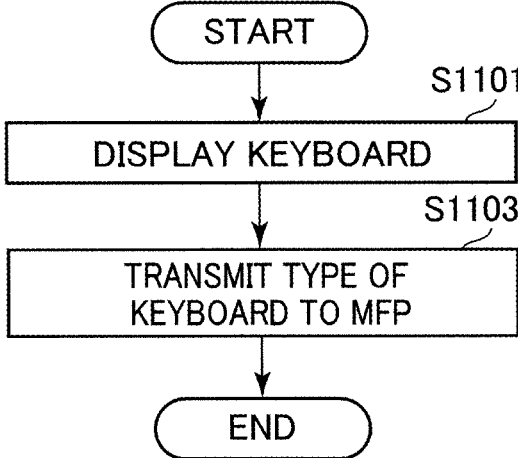 START
S1101
DISPLAY KEYBOARD
S1103
TRANSMIT TYPE OF
KEYBOARD TO MFP
END